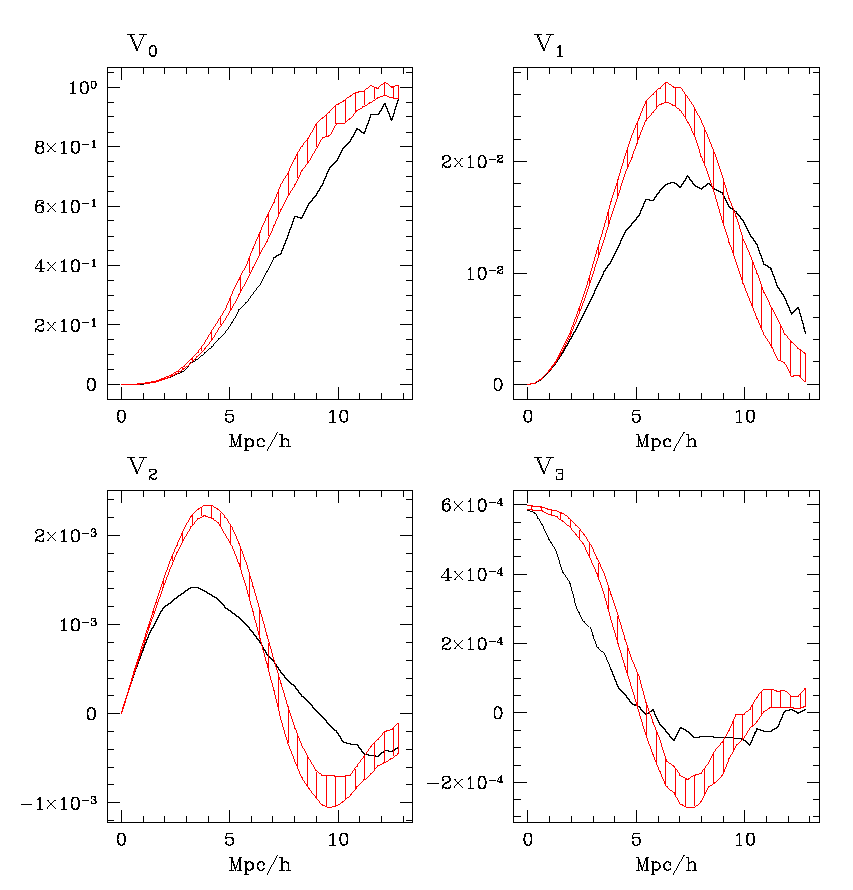 V₀
10⁰
8×10⁻¹
6×10⁻¹
4×10⁻¹
2×10⁻¹
0
0 5 10
Mpc/h
V₁
2×10⁻²
10⁻²
0
0 5 10
Mpc/h
V₂
2×10⁻³
10⁻³
0
−1×10⁻³
0 5 10
Mpc/h
V₃
6×10⁻⁴
4×10⁻⁴
2×10⁻⁴
0
−2×10⁻⁴
0 5 10
Mpc/h